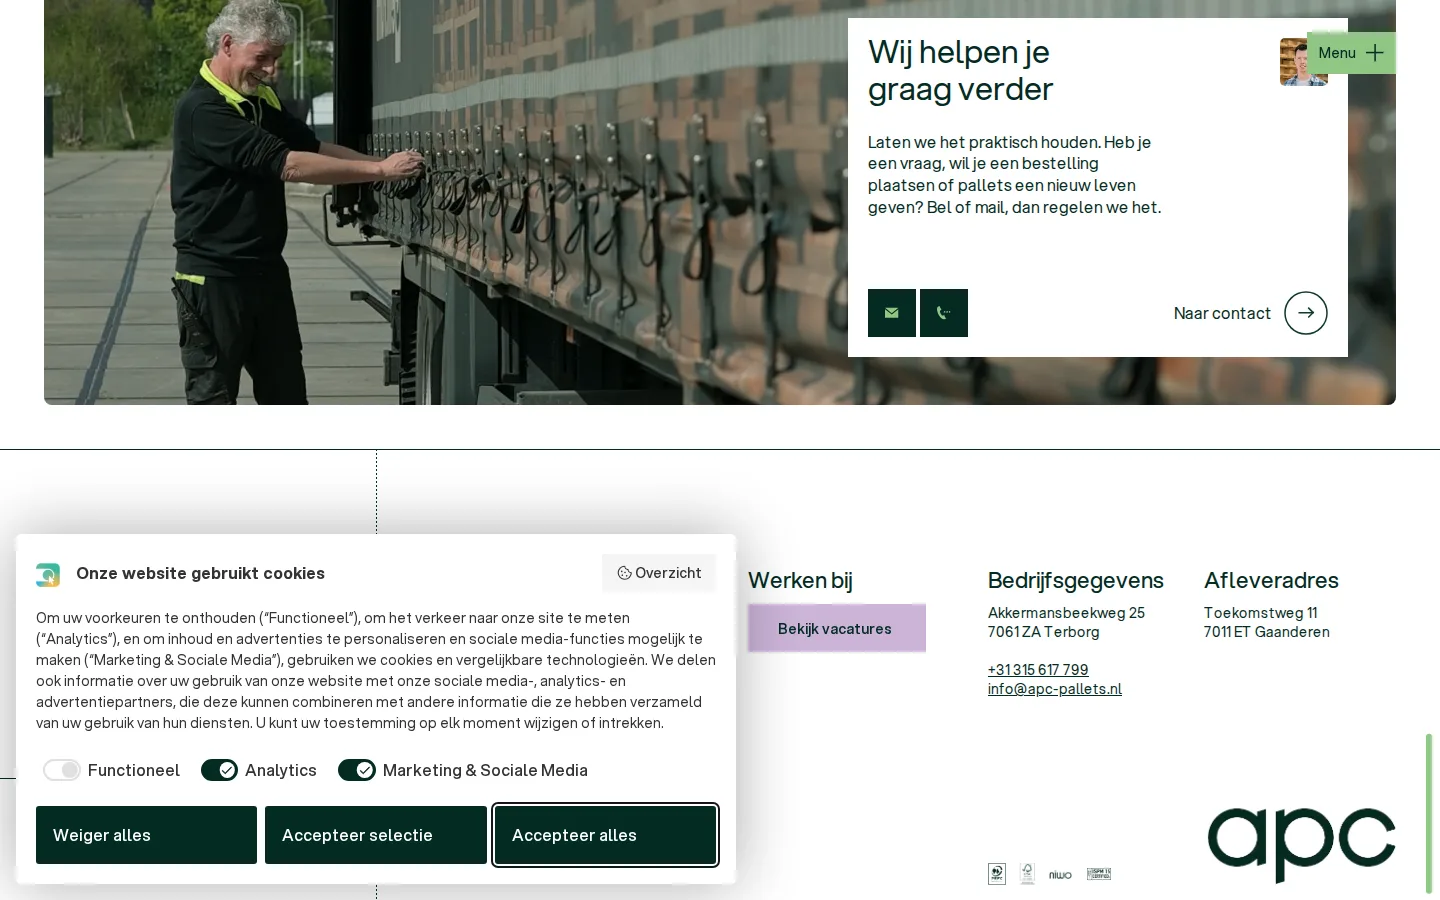 Wij helpen je
graag verder
Menu
Laten we het praktisch houden. Heb je
een vraag, wil je een bestelling
plaatsen of pallets een nieuw leven
geven? Bel of mail, dan regelen we het.
Naar contact
Onze website gebruikt cookies
Overzicht
Om uw voorkeuren te onthouden (“Functioneel”), om het verkeer naar onze site te meten
(“Analytics”), en om inhoud en advertenties te personaliseren en sociale media-functies mogelijk te
maken (“Marketing & Sociale Media”), gebruiken we cookies en vergelijkbare technologieën. We delen
ook informatie over uw gebruik van onze website met onze sociale media-, analytics- en
advertentiepartners, die deze kunnen combineren met andere informatie die ze hebben verzameld
van uw gebruik van hun diensten. U kunt uw toestemming op elk moment wijzigen of intrekken.
Functioneel
Analytics
Marketing & Sociale Media
Weiger alles
Accepteer selectie
Accepteer alles
Werken bij
Bekijk vacatures
Bedrijfsgegevens
Akkermansbeekweg 25
7061 ZA Terborg
+31 315 617 799
info@apc-pallets.nl
Afleveradres
Toekomstweg 11
7011 ET Gaanderen
niwo
apc